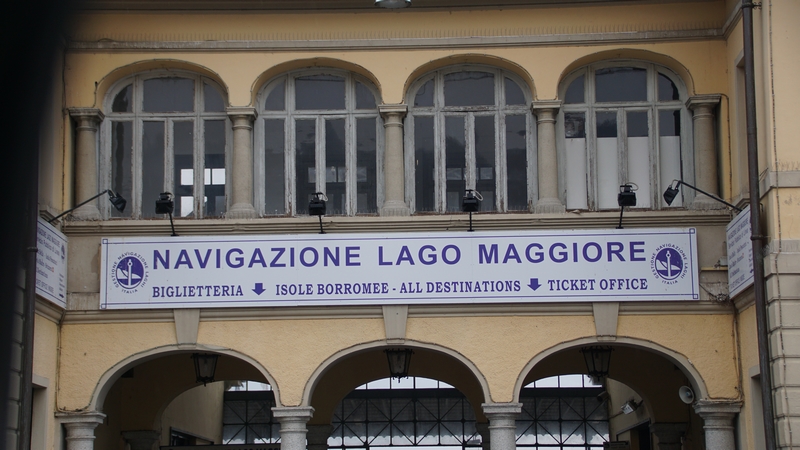 NAVIGAZIONE LAGO MAGGIORE
BIGLIETTERIA ISOLE BORROMEE - ALL DESTINATIONS TICKET OFFICE